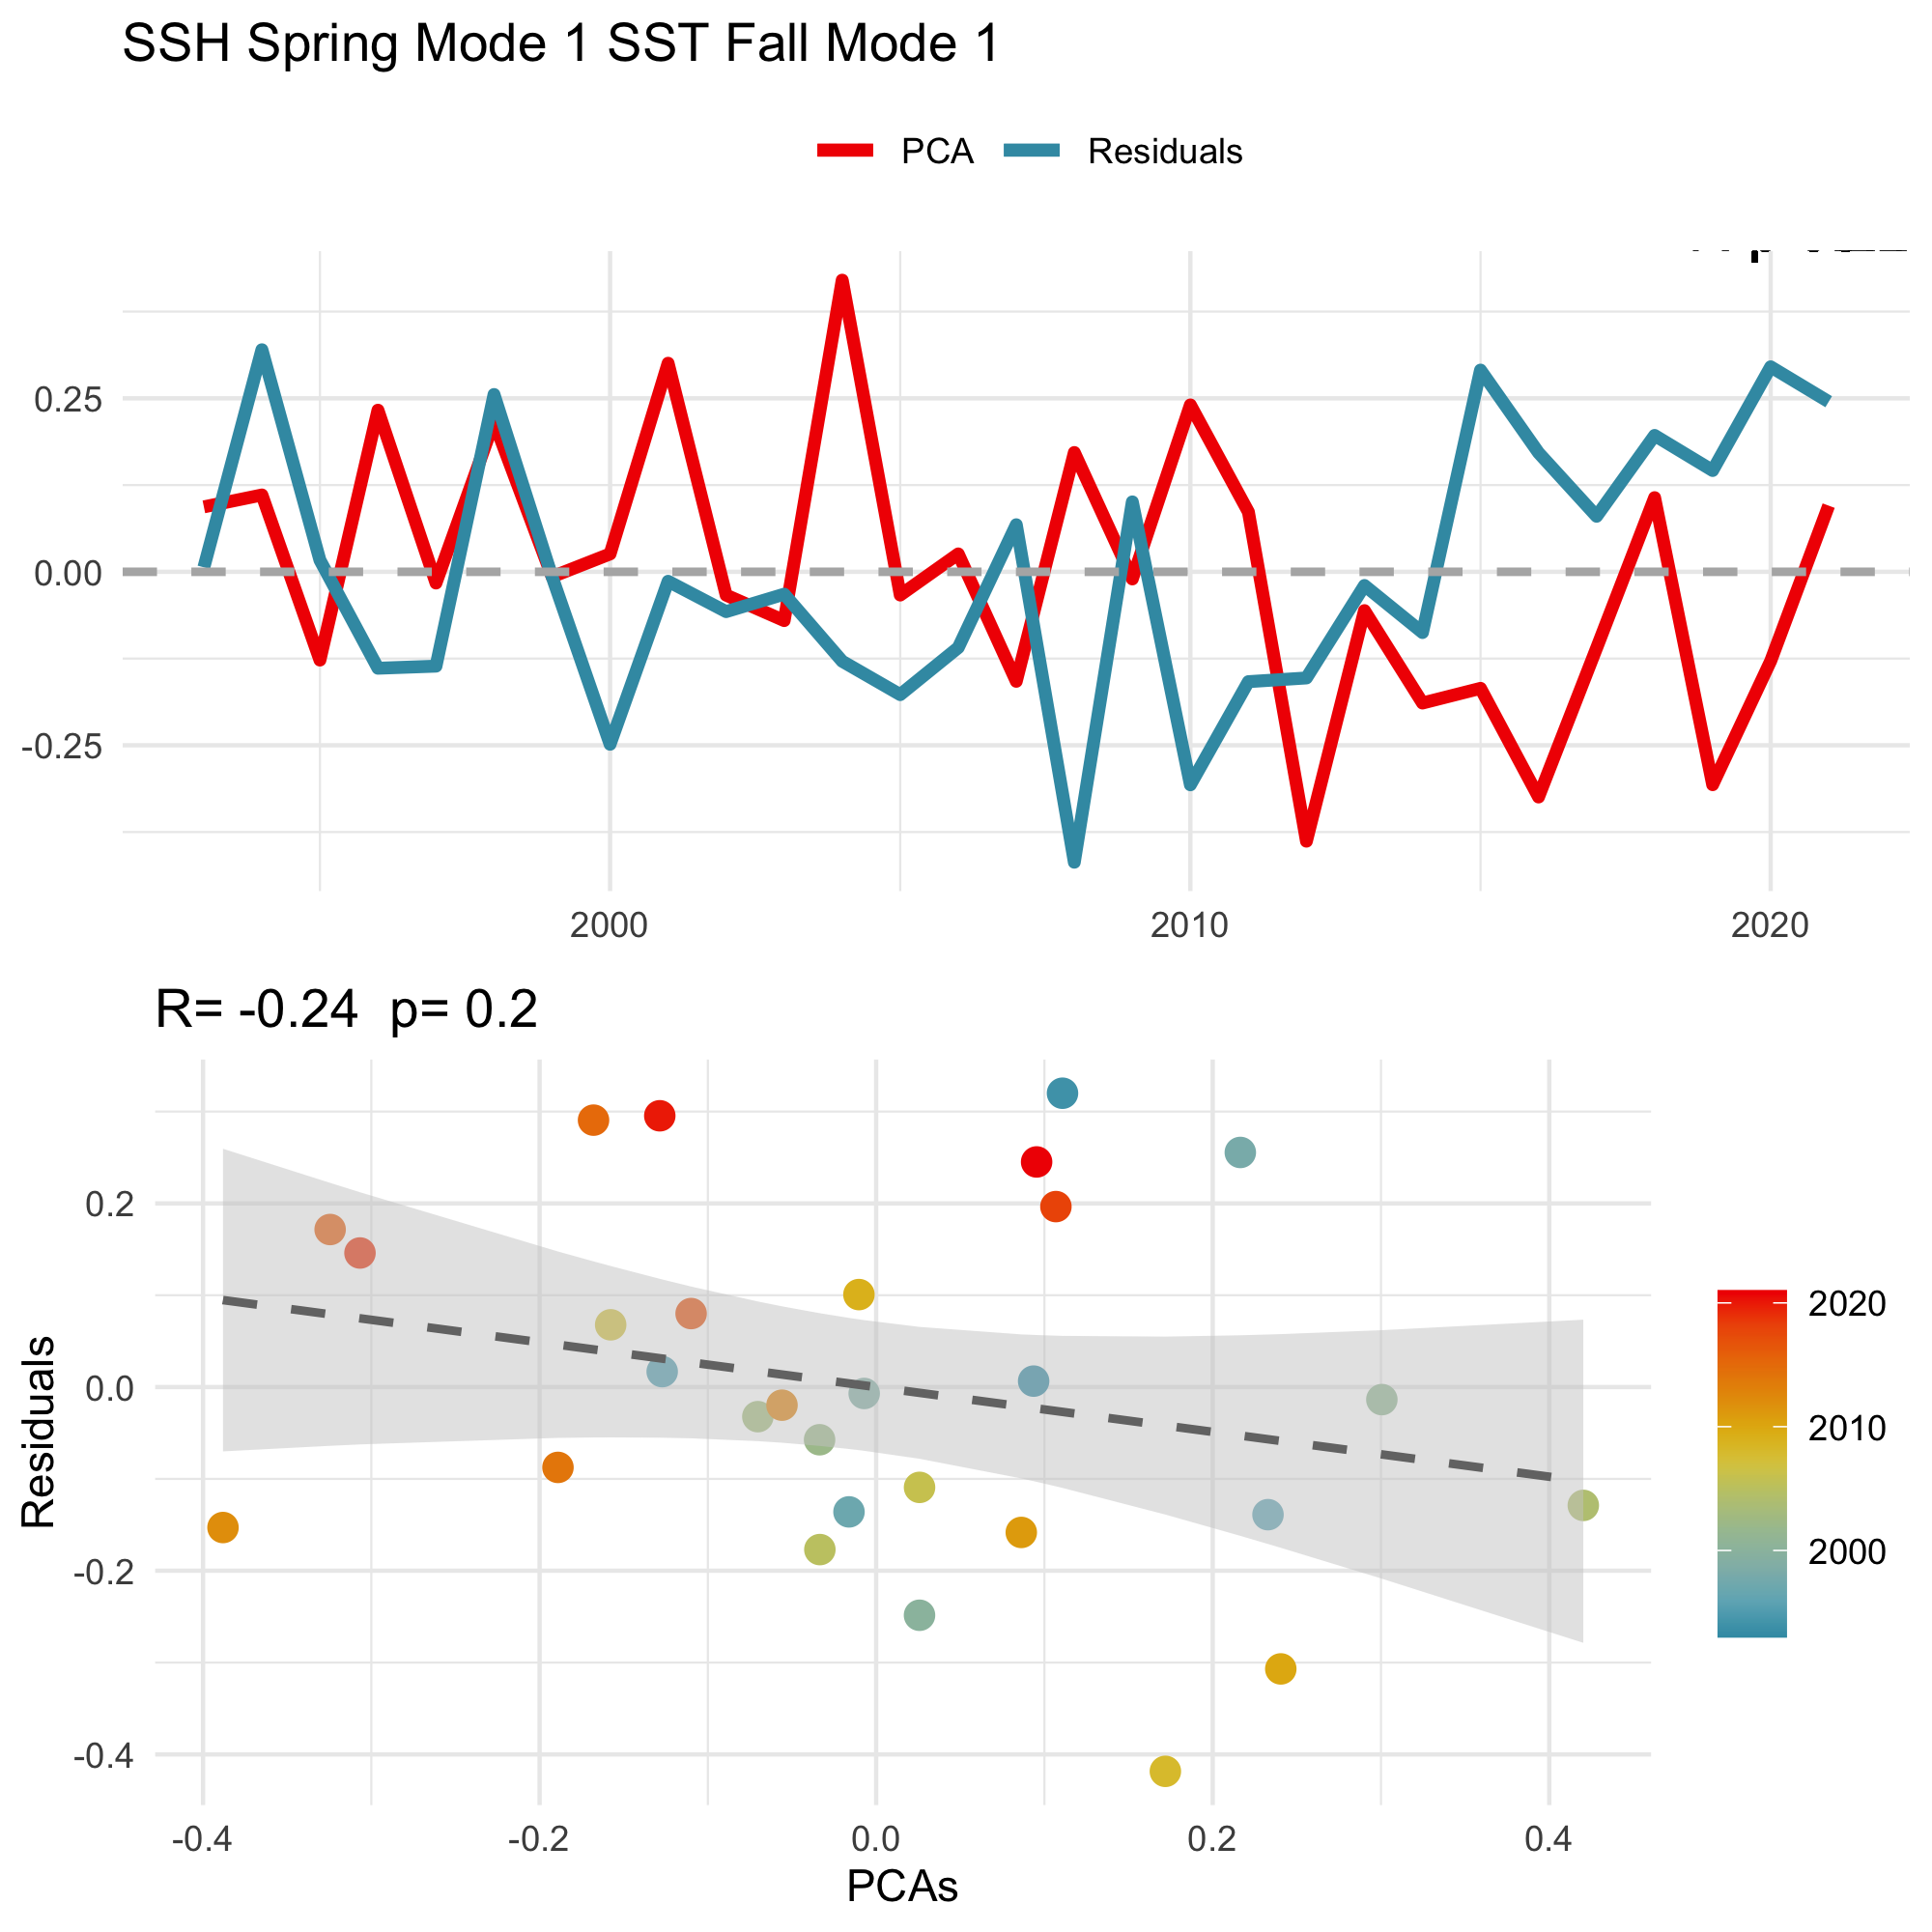 SSH Spring Mode 1 SST Fall Mode 1
PCA Residuals
0.25
0.00
-0.25
2000 2010 2020
R= -0.24 p= 0.2
Residuals
0.2
0.0
-0.2
-0.4
-0.4 -0.2 0.0 0.2 0.4
PCAs
2020
2010
2000